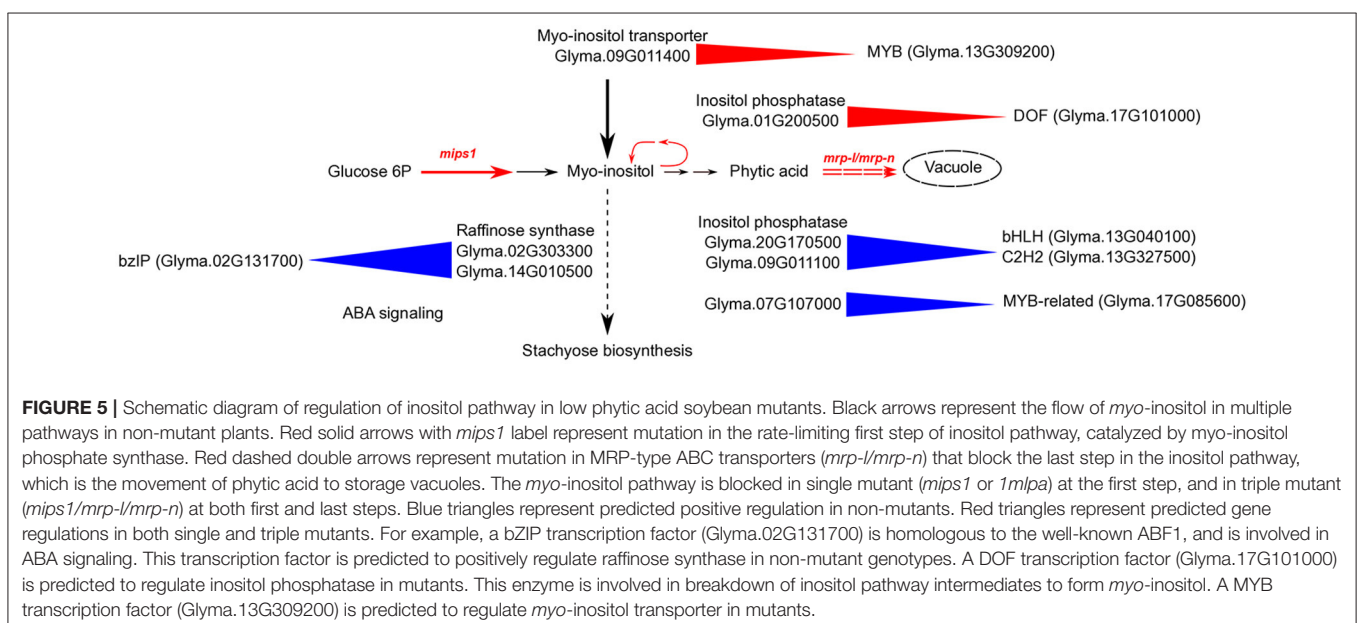 Myo-inositol transporter
Glyma.09G011400
MYB (Glyma.13G309200)
Inositol phosphatase
Glyma.01G200500
DOF (Glyma.17G101000)
Glucose 6P
mips1
Myo-inositol
Phytic acid
mrp-l/mrp-n
Vacuole
bzIP (Glyma.02G131700)
Raffinose synthase
Glyma.02G303300
Glyma.14G010500
ABA signaling
Inositol phosphatase
Glyma.20G170500
Glyma.09G011100
bHLH (Glyma.13G040100)
C2H2 (Glyma.13G327500)
Glyma.07G107000
MYB-related (Glyma.17G085600)
Stachyose biosynthesis
FIGURE 5 | Schematic diagram of regulation of inositol pathway in low phytic acid soybean mutants. Black arrows represent the flow of myo-inositol in multiple
pathways in non-mutant plants. Red solid arrows with mips1 label represent mutation in the rate-limiting first step of inositol pathway, catalyzed by myo-inositol
phosphate synthase. Red dashed double arrows represent mutation in MRP-type ABC transporters (mrp-l/mrp-n) that block the last step in the inositol pathway,
which is the movement of phytic acid to storage vacuoles. The myo-inositol pathway is blocked in single mutant (mips1 or 1mlpa) at the first step, and in triple mutant
(mips1/mrp-l/mrp-n) at both first and last steps. Blue triangles represent predicted positive regulation in non-mutants. Red triangles represent predicted gene
regulations in both single and triple mutants. For example, a bZIP transcription factor (Glyma.02G131700) is homologous to the well-known ABF1, and is involved in
ABA signaling. This transcription factor is predicted to positively regulate raffinose synthase in non-mutant genotypes. A DOF transcription factor (Glyma.17G101000)
is predicted to regulate inositol phosphatase in mutants. This enzyme is involved in breakdown of inositol pathway intermediates to form myo-inositol. A MYB
transcription factor (Glyma.13G309200) is predicted to regulate myo-inositol transporter in mutants.